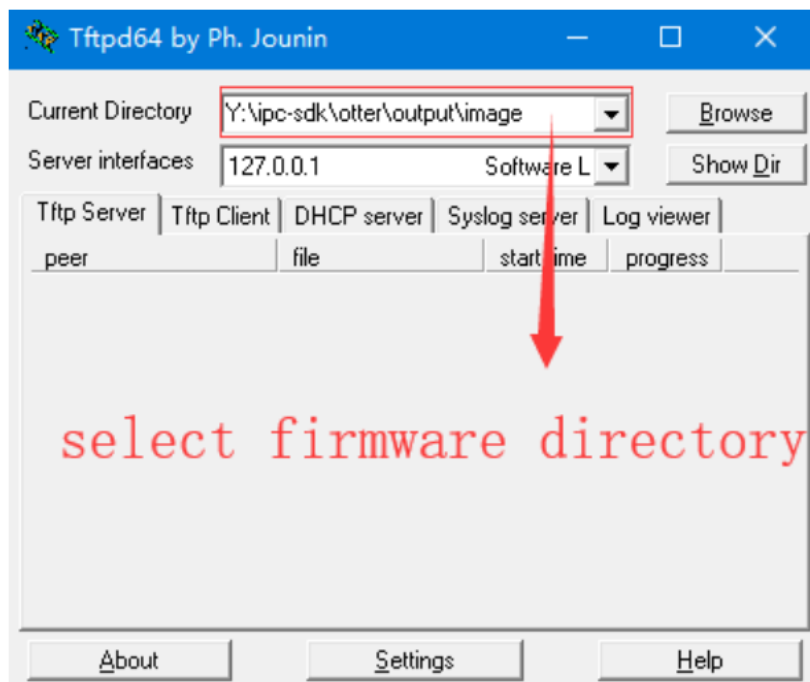 Tftpd64 by Ph. Jounin
Current Directory Y:\ipc-sdk\otter\output\image Browse
Server interfaces 127.0.0.1 Software L Show Dir
Tftp Server Tftp Client DHCP server Syslog server Log viewer
peer file start time progress
select firmware directory
About Settings Help